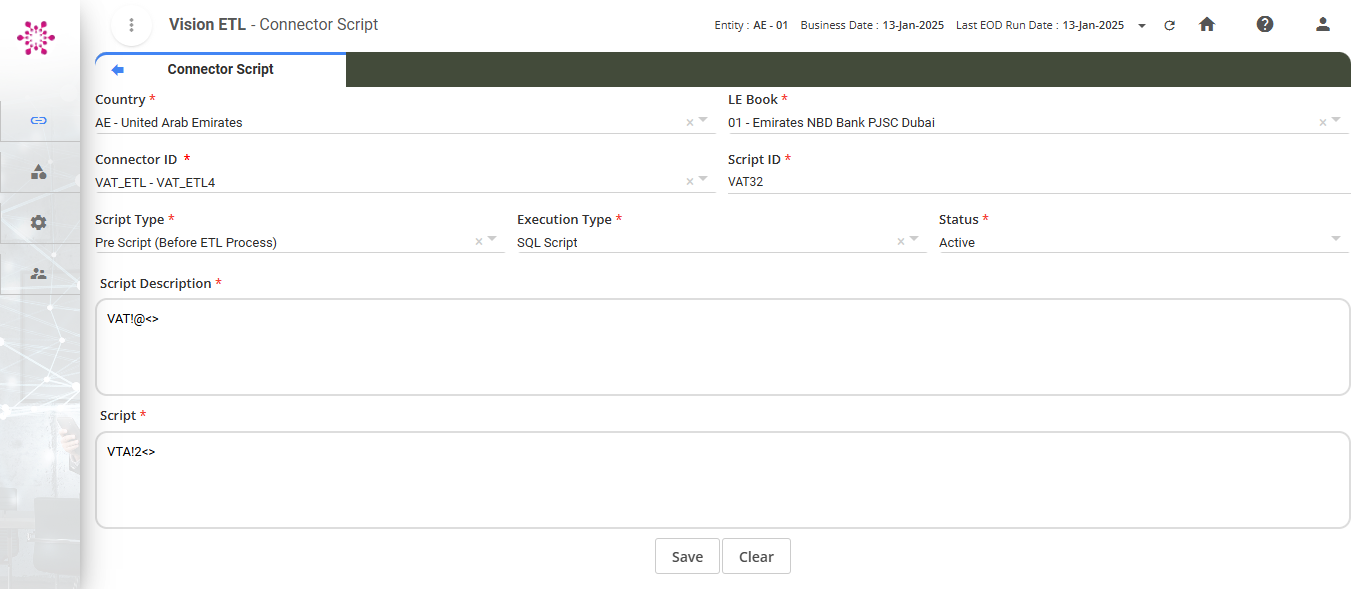 Vision ETL - Connector Script
Entity : AE - 01 Business Date : 13-Jan-2025 Last EOD Run Date : 13-Jan-2025
Connector Script
Country *
AE - United Arab Emirates
LE Book *
01 - Emirates NBD Bank PJSC Dubai
Connector ID *
VAT_ETL - VAT_ETL4
Script ID *
VAT32
Script Type *
Pre Script (Before ETL Process)
Execution Type *
SQL Script
Status *
Active
Script Description *
VAT!@<>
Script *
VTA!2<>
Save
Clear